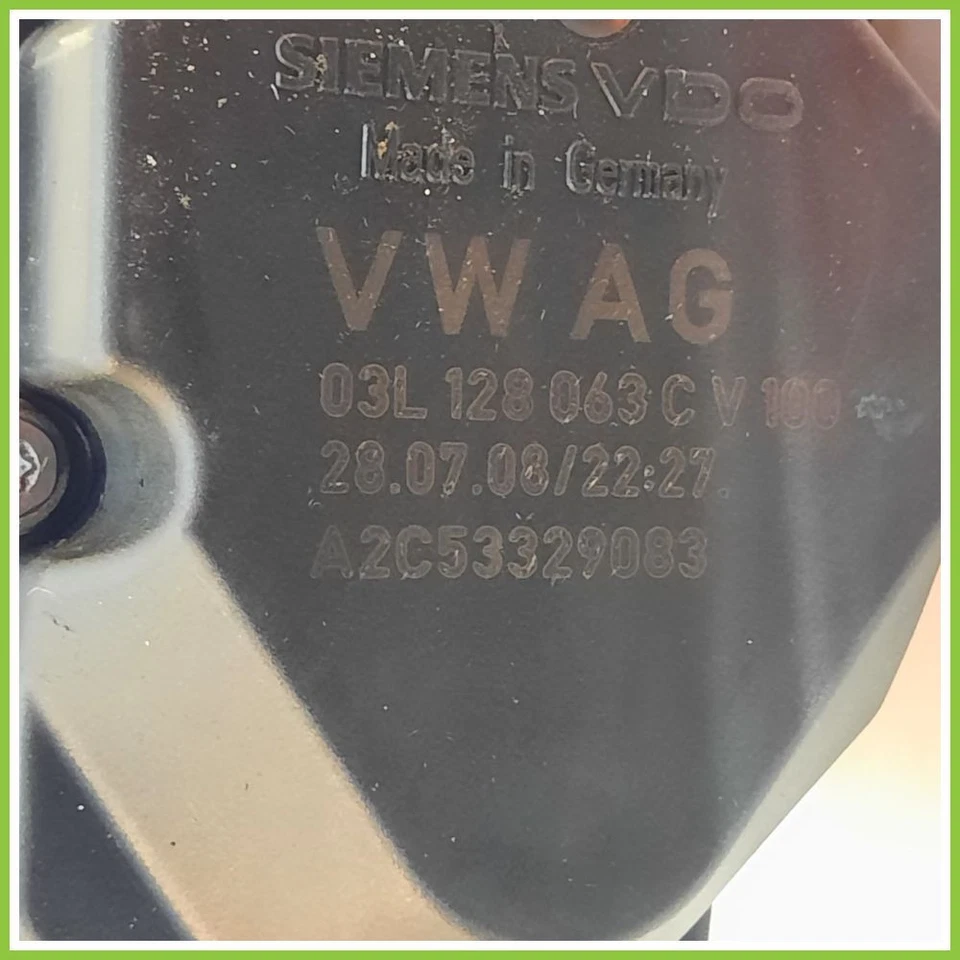 SIEMENS VDO
Made in Germany
VW AG
03L 128 063 C V 100
28.07.08/22:27
A2C53329083